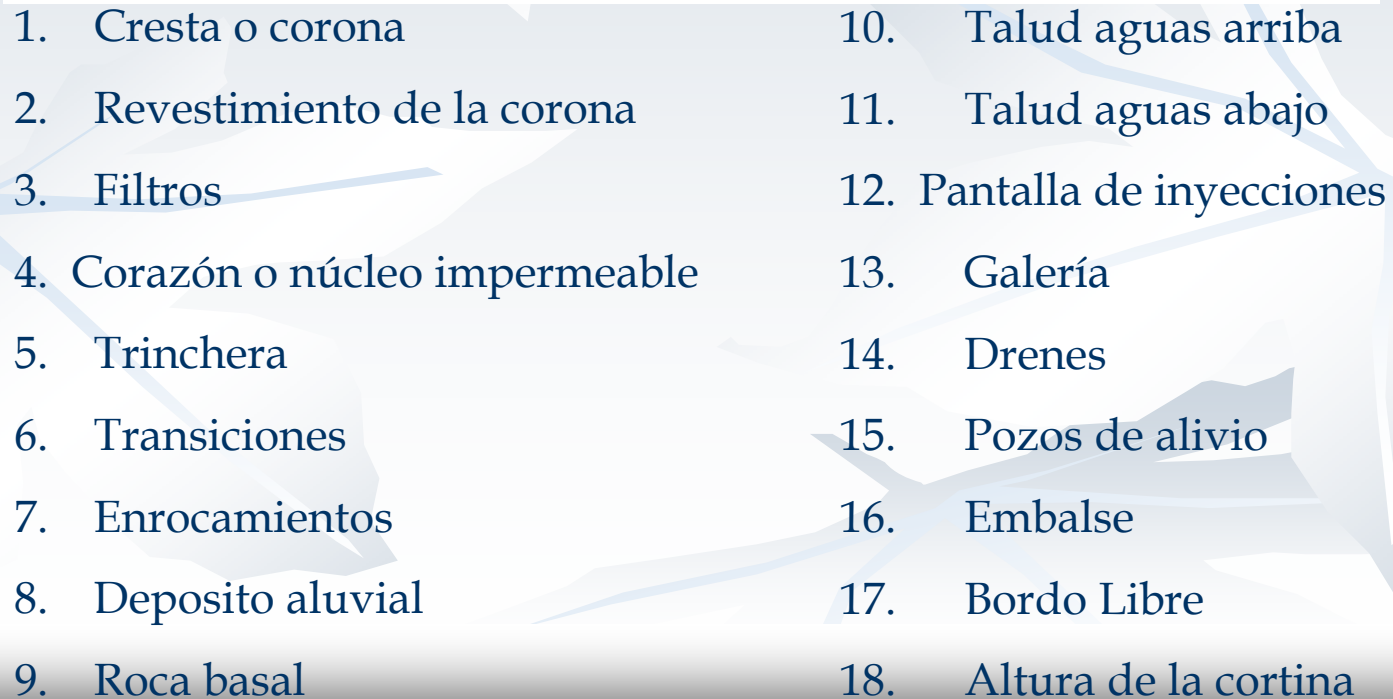 1. Cresta o corona
2. Revestimiento de la corona
3. Filtros
4. Corazón o núcleo impermeable
5. Trinchera
6. Transiciones
7. Enrocamientos
8. Deposito aluvial
9. Roca basal
10. Talud aguas arriba
11. Talud aguas abajo
12. Pantalla de inyecciones
13. Galería
14. Drenes
15. Pozos de alivio
16. Embalse
17. Bordo Libre
18. Altura de la cortina